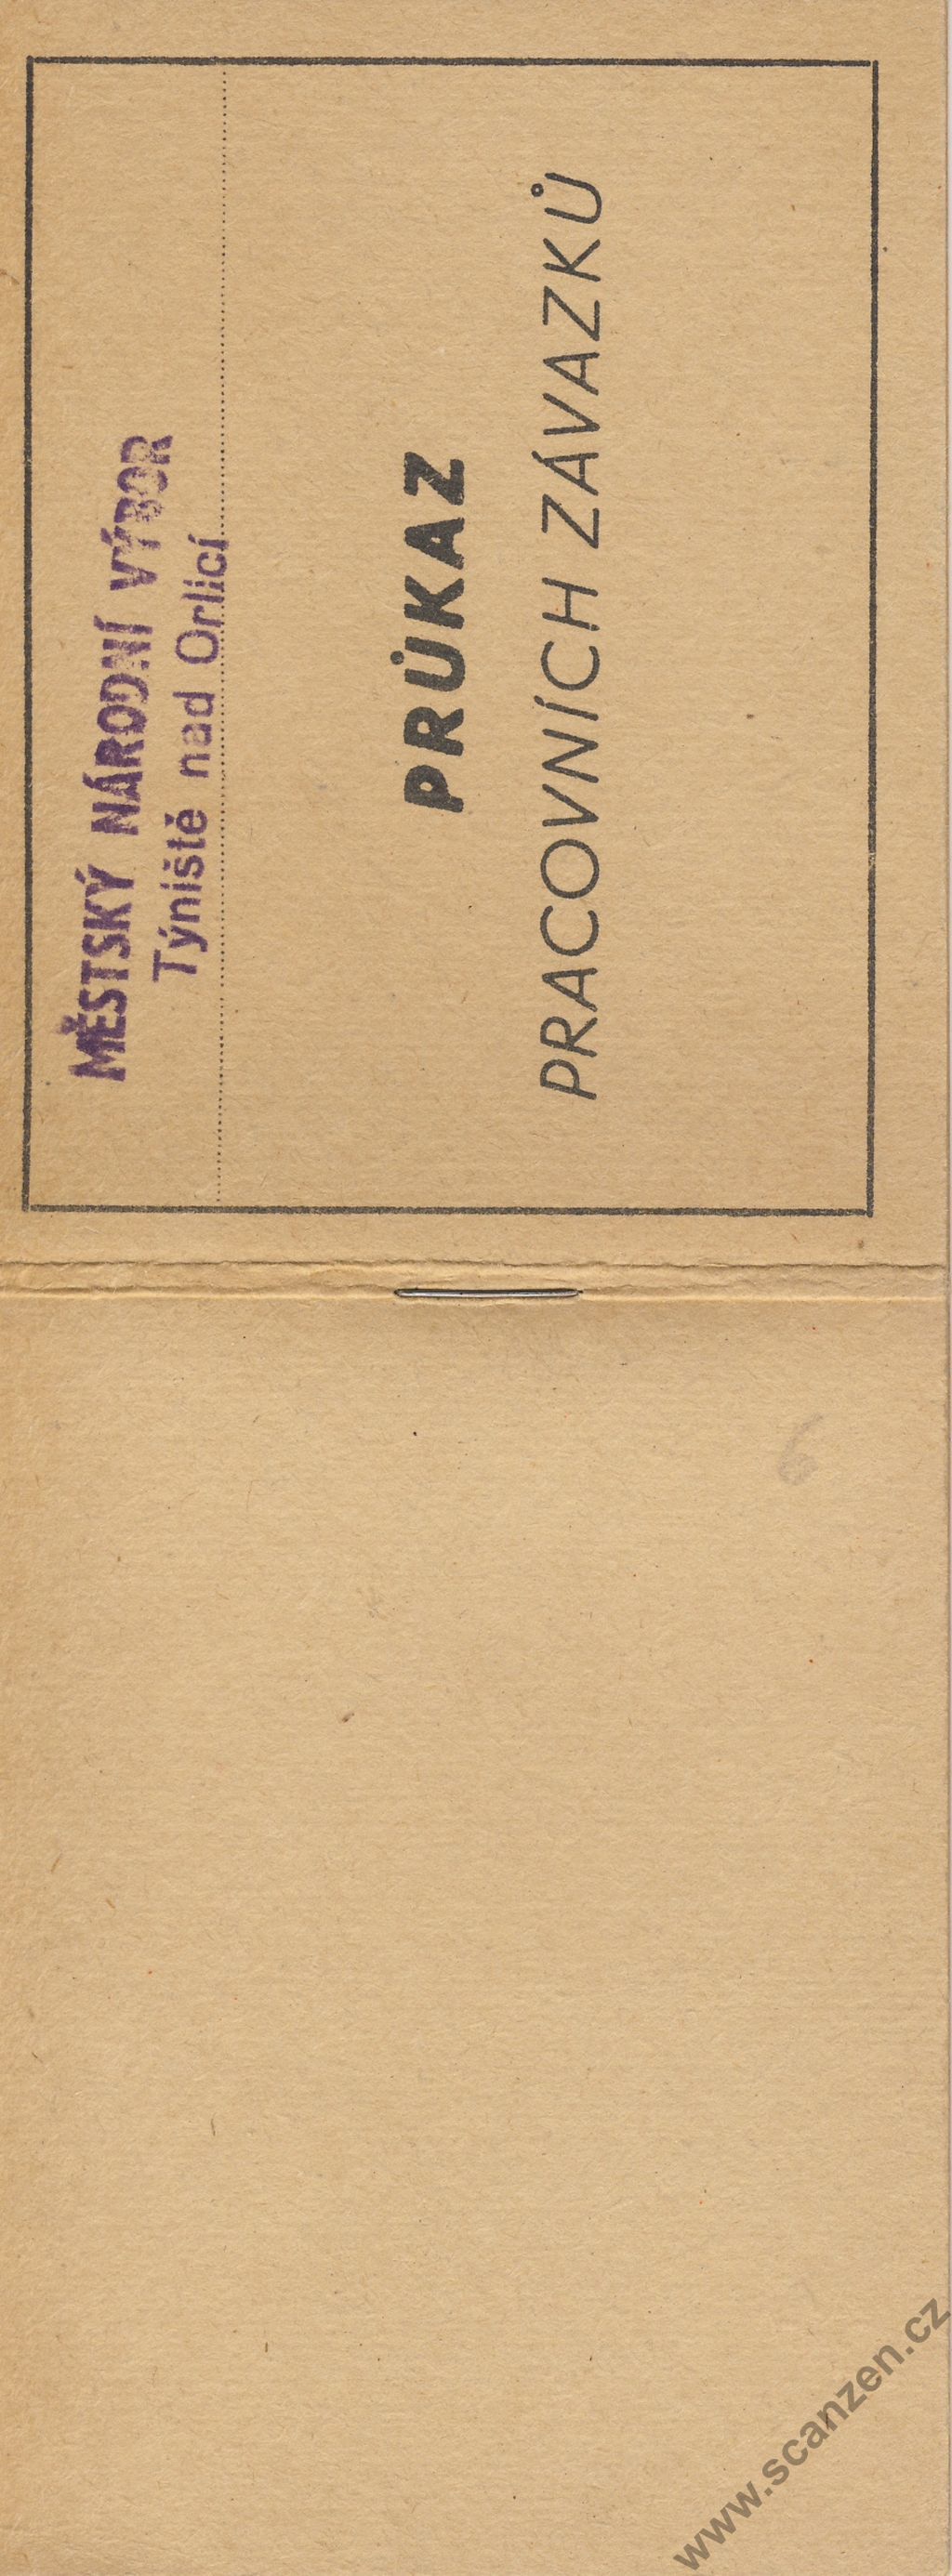 MĚSTSKÝ NÁRODNÍ VÝBOR
Týniště nad Orlicí
PRŮKAZ
PRACOVNÍCH ZÁVAZKŮ
6
www.scanzen.cz